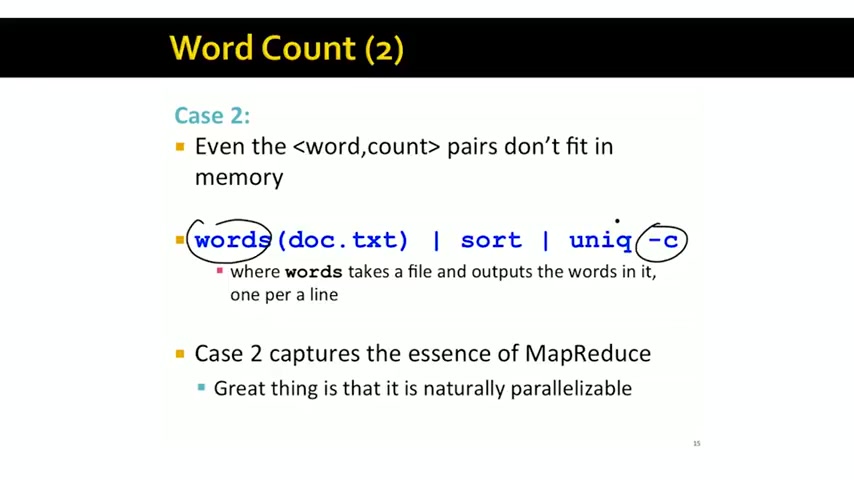 Word Count (2)
Case 2:
Even the <word,count> pairs don't fit in
memory
words(doc.txt) | sort | uniq -c
where words takes a file and outputs the words in it,
one per a line
Case 2 captures the essence of MapReduce
Great thing is that it is naturally parallelizable
15